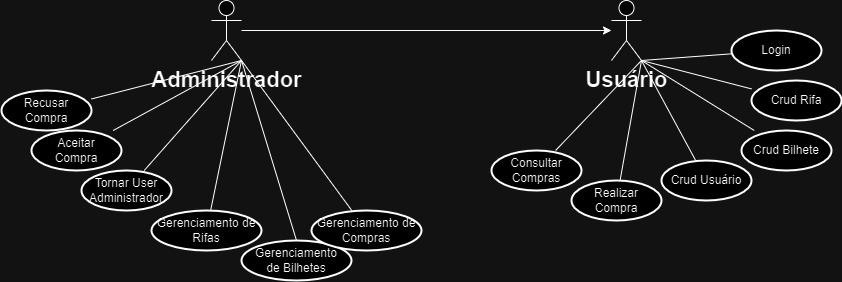 Administrador
Recusar
Compra
Aceitar
Compra
Tornar User
Administrador
Gerenciamento de
Rifas
Gerenciamento
de Bilhetes
Gerenciamento de
Compras
Usuário
Login
Crud Rifa
Crud Bilhete
Crud Usuário
Realizar
Compra
Consultar
Compras